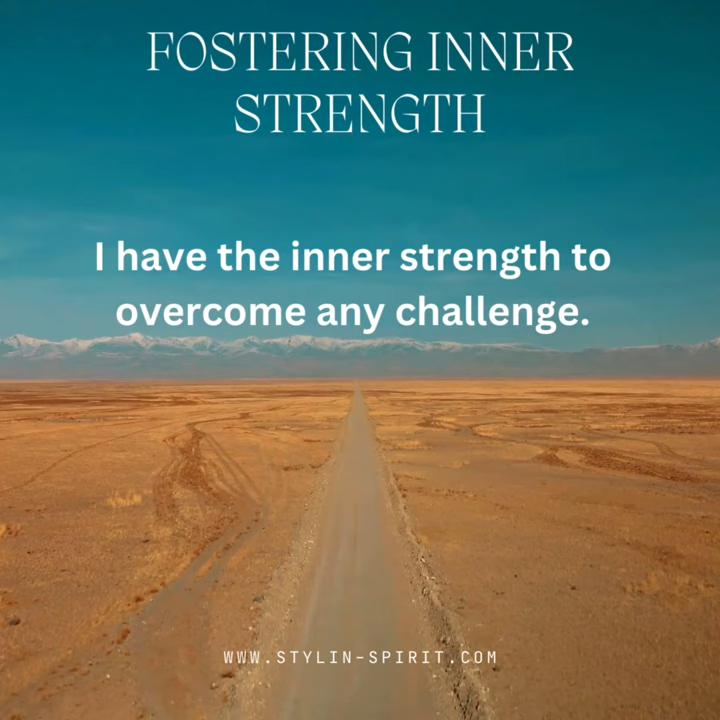 FOSTERING INNER
STRENGTH
I have the inner strength to
overcome any challenge.
WWW.STYLIN-SPIRIT.COM